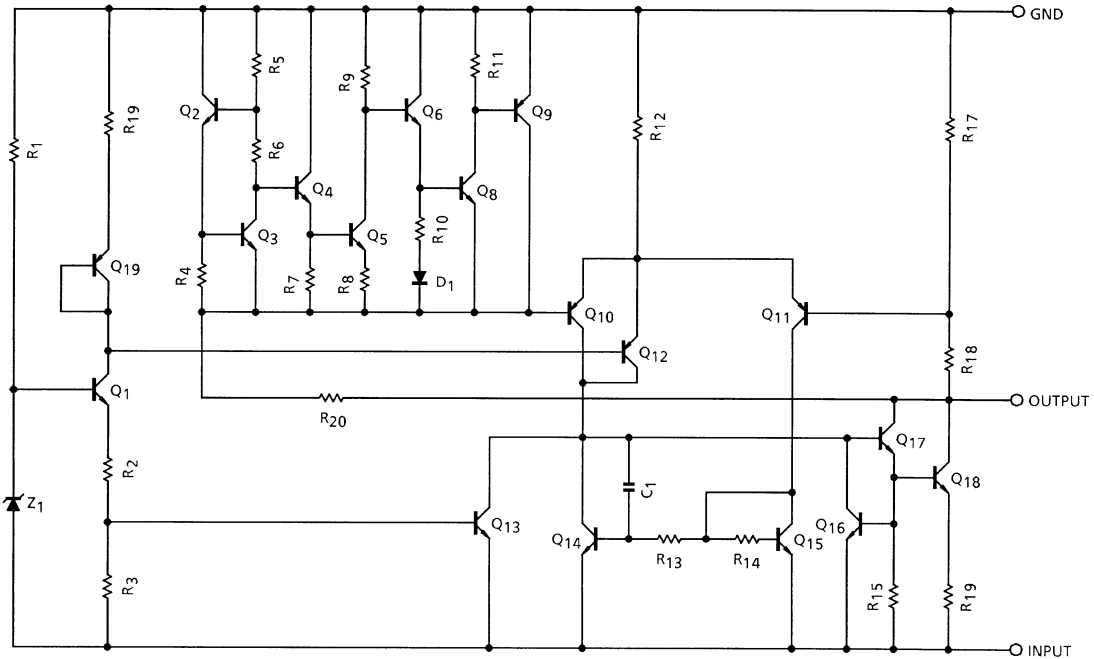 GND
R5
R11
R9
Q2
Q6
Q9
R19
R12
R17
R1
R6
Q4
Q8
R10
Q3
Q5
Q19
R4
R7
R8
D1
Q10
Q11
Q12
R18
Q1
OUTPUT
R20
Q17
R2
Q18
C1
Z1
Q13
Q14
Q15
Q16
R13
R14
R3
R15
R19
INPUT